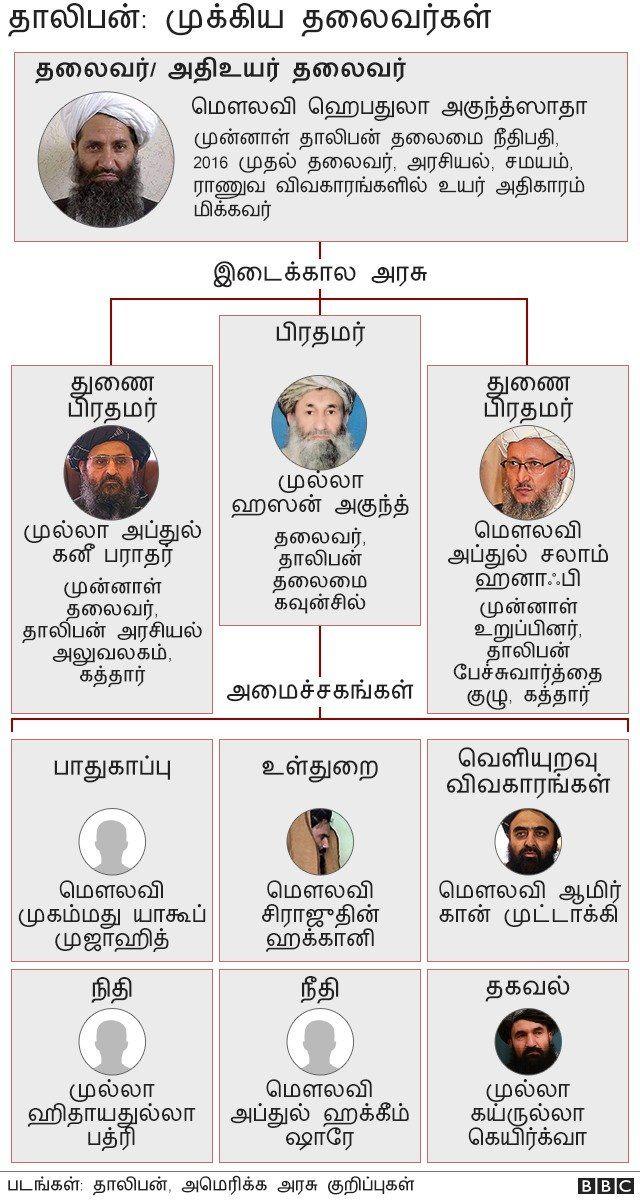 தாலிபன்: முக்கிய தலைவர்கள்
தலைவர்/ அதிஉயர் தலைவர்
மௌலவி ஹெபதுலா அகுந்த்ஸாதா
முன்னாள் தாலிபன் தலைமை நீதிபதி,
2016 முதல் தலைவர், அரசியல், சமயம்,
ராணுவ விவகாரங்களில் உயர் அதிகாரம்
மிக்கவர்
இடைக்கால அரசு
துணை
பிரதமர்
முல்லா அப்துல்
கனீ பராதர்
முன்னாள்
தலைவர்,
தாலிபன் அரசியல்
அலுவலகம்,
கத்தார்
பிரதமர்
முல்லா
ஹஸன் அகுந்த்
தலைவர்,
தாலிபன்
தலைமை
கவுன்சில்
துணை
பிரதமர்
மௌலவி
அப்துல் சலாம்
ஹனாஃபி
முன்னாள்
உறுப்பினர்,
தாலிபன்
பேச்சுவார்த்தை
குழு, கத்தார்
அமைச்சகங்கள்
பாதுகாப்பு
மௌலவி
முகம்மது யாகூப்
முஜாஹித்
உள்துறை
மௌலவி
சிராஜுதின்
ஹக்கானி
வெளியுறவு
விவகாரங்கள்
மௌலவி ஆமிர்
கான் முட்டாக்கி
நிதி
முல்லா
ஹிதாயதுல்லா
பத்ரி
நீதி
மௌலவி
அப்துல் ஹக்கீம்
ஷாரே
தகவல்
முல்லா
கய்ருல்லா
கெயிர்க்வா
படங்கள்: தாலிபன், அமெரிக்க அரசு குறிப்புகள்
BBC